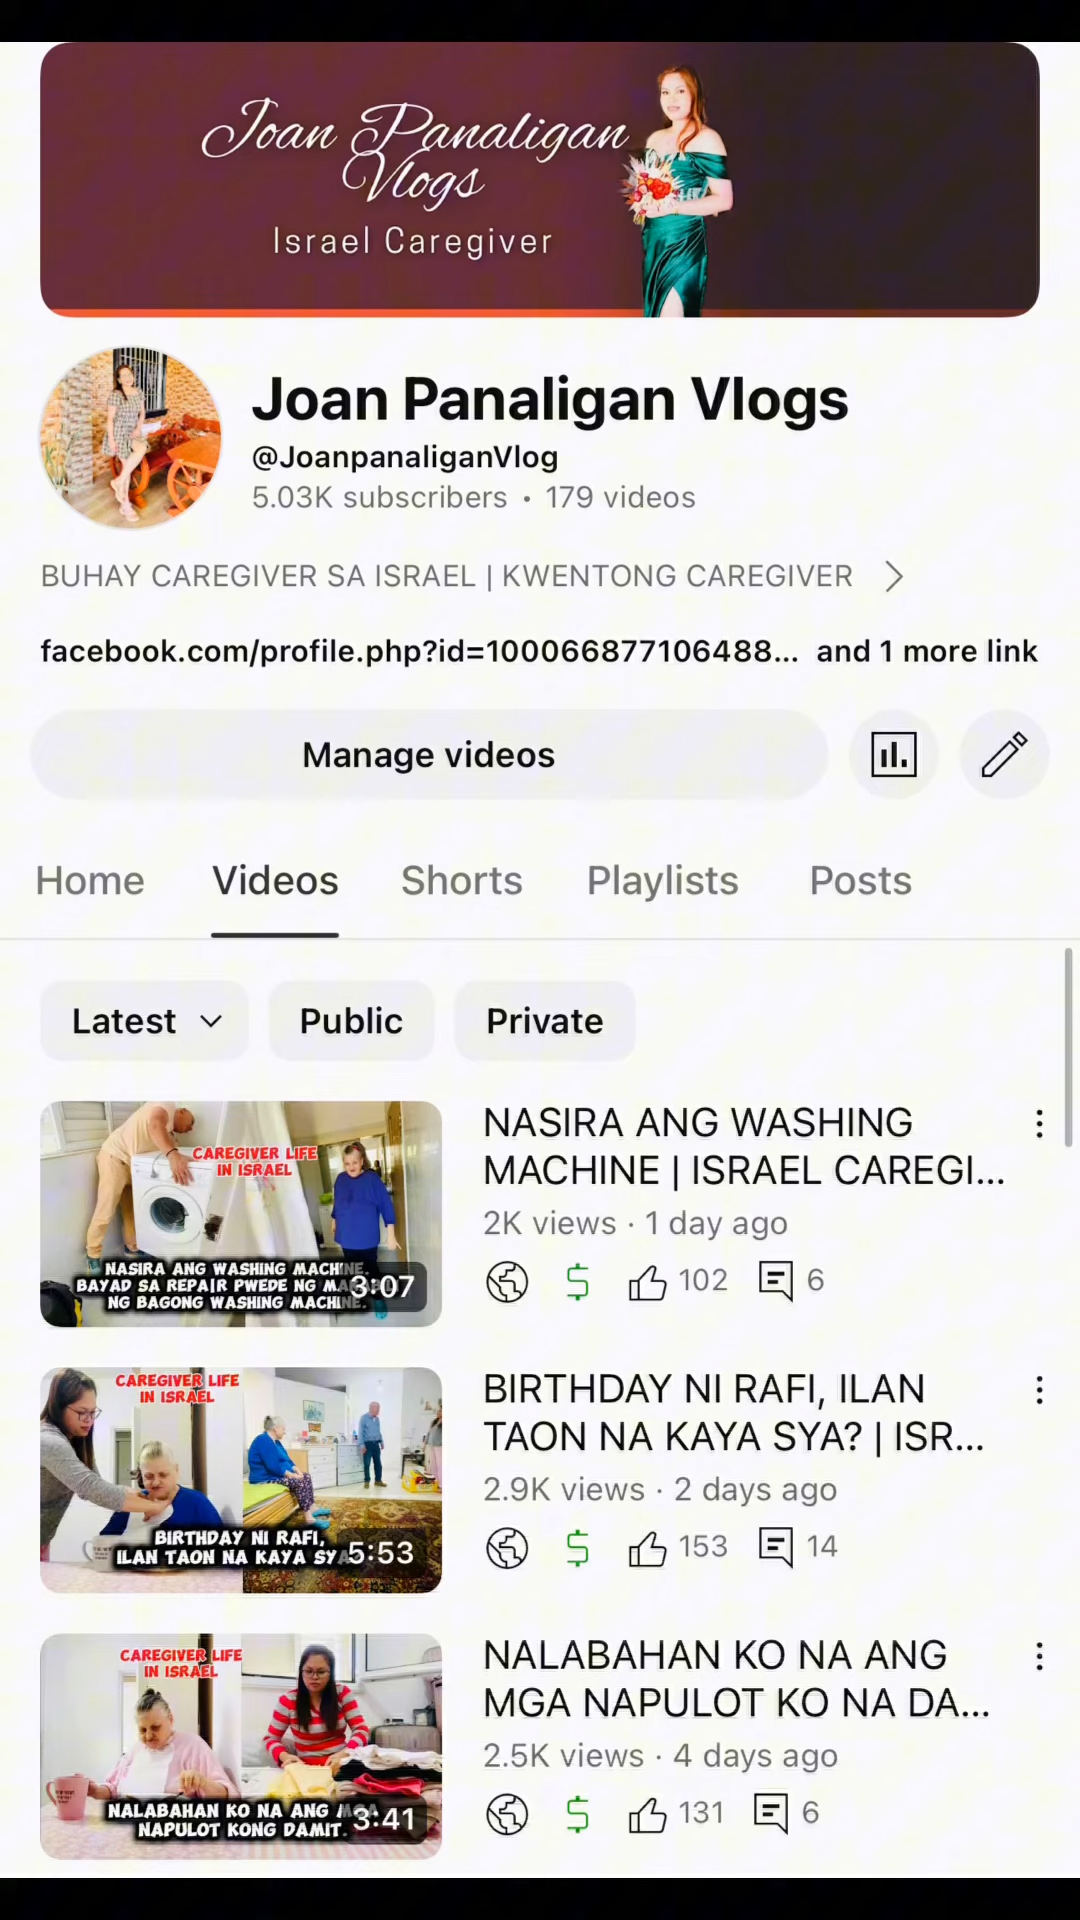 Joan Panaligan
Vlogs
Israel Caregiver
Joan Panaligan Vlogs
@JoanpanaliganVlog
5.03K subscribers • 179 videos
BUHAY CAREGIVER SA ISRAEL | KWENTONG CAREGIVER
facebook.com/profile.php?id=100066877106488... and 1 more link
Manage videos
Home Videos Shorts Playlists Posts
Latest Public Private
CAREGIVER LIFE
IN ISRAEL
NASIRA ANG WASHING MACHINE.
BAYAD SA REPAIR PWEDE NG
NG BAGONG WASHING MACHINE.
3:07
NASIRA ANG WASHING
MACHINE | ISRAEL CAREGI...
2K views · 1 day ago
102 6
CAREGIVER LIFE
IN ISRAEL
BIRTHDAY NI RAFI,
ILAN TAON NA KAYA
5:53
BIRTHDAY NI RAFI, ILAN
TAON NA KAYA SYA? | ISR...
2.9K views · 2 days ago
153 14
CAREGIVER LIFE
IN ISRAEL
NALABAHAN KO NA ANG
NAPULOT KONG DAMIT.
3:41
NALABAHAN KO NA ANG
MGA NAPULOT KO NA DA...
2.5K views · 4 days ago
131 6